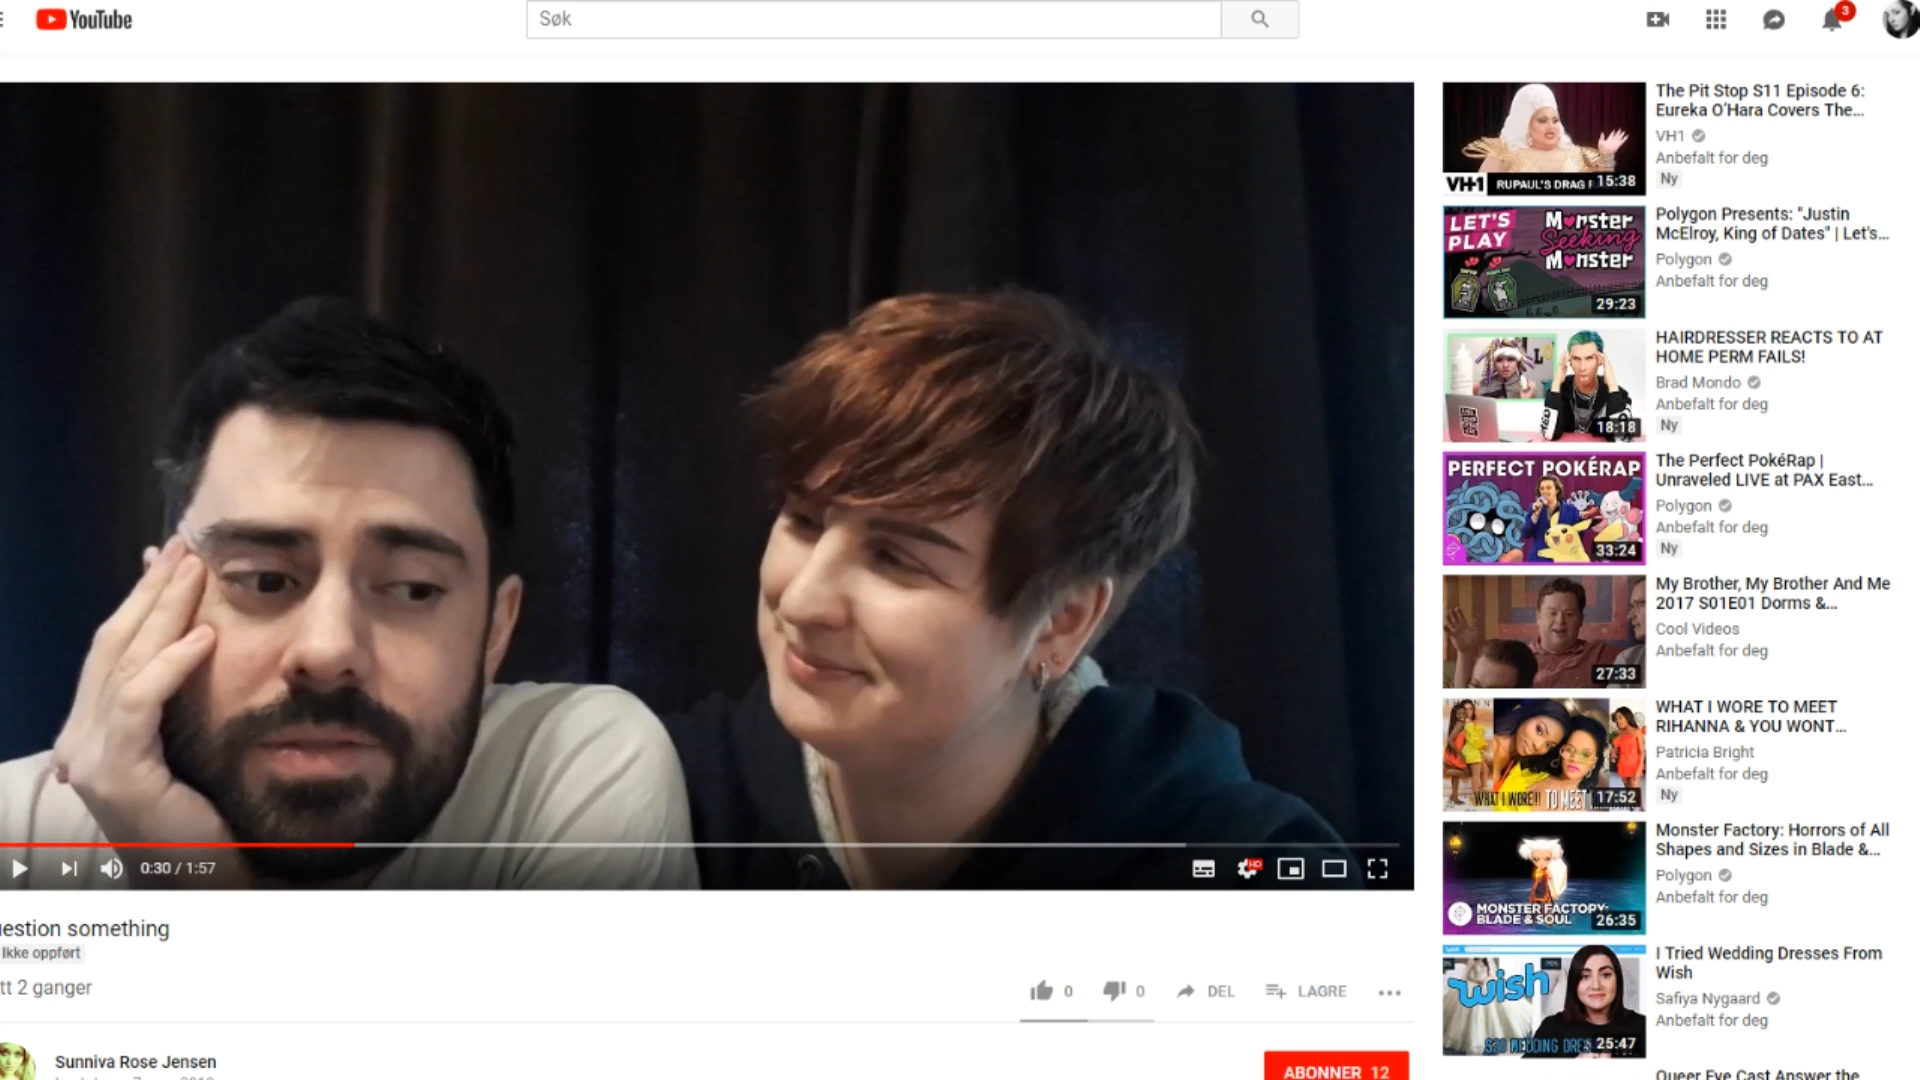 YouTube
Søk
3
0:30 / 1:57
HD
estion something
Ikke oppført
tt 2 ganger
0
0
DEL
LAGRE
Sunniva Rose Jensen
ABONNER 12
VH1
RUPAUL'S DRAG
15:38
The Pit Stop S11 Episode 6:
Eureka O'Hara Covers The...
VH1
Anbefalt for deg
Ny
LET'S
PLAY
Monster
Seeking
Monster
29:23
Polygon Presents: "Justin
McElroy, King of Dates" | Let's...
Polygon
Anbefalt for deg
18:18
HAIRDRESSER REACTS TO AT
HOME PERM FAILS!
Brad Mondo
Anbefalt for deg
Ny
PERFECT POKÉRAP
33:24
The Perfect PokéRap |
Unraveled LIVE at PAX East...
Polygon
Anbefalt for deg
Ny
27:33
My Brother, My Brother And Me
2017 S01E01 Dorms &...
Cool Videos
Anbefalt for deg
WHAT I WORE!! TO MEET
17:52
WHAT I WORE TO MEET
RIHANNA & YOU WONT...
Patricia Bright
Anbefalt for deg
Ny
MONSTER FACTORY:
BLADE & SOUL
26:35
Monster Factory: Horrors of All
Shapes and Sizes in Blade &...
Polygon
Anbefalt for deg
wish
WEDDING
25:47
I Tried Wedding Dresses From
Wish
Safiya Nygaard
Anbefalt for deg
Queer Eye Cast Answer the